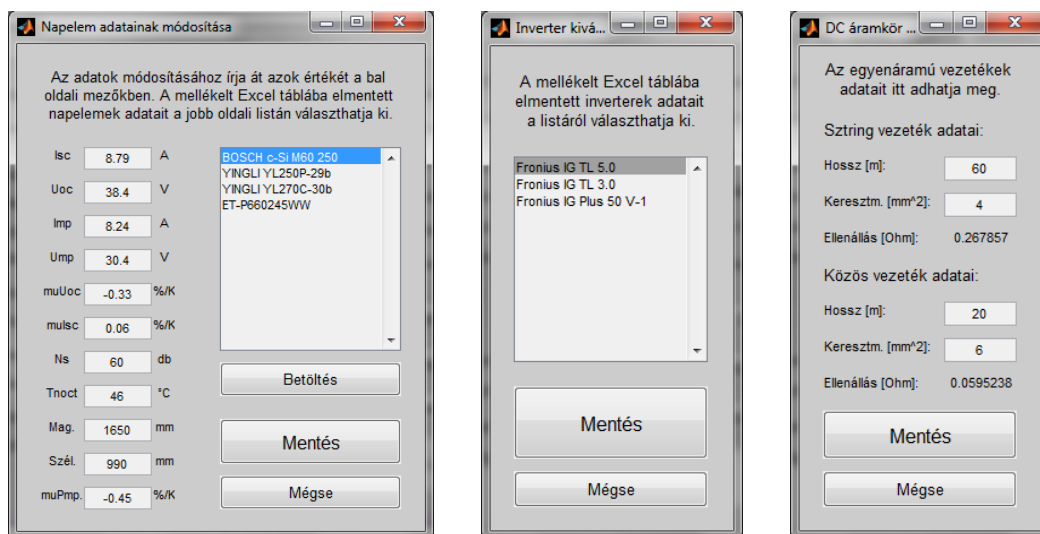 Napelem adatainak módosítása
Az adatok módosításához írja át azok értékét a bal
oldali mezőkben. A mellékelt Excel táblába elmentett
napelemek adatait a jobb oldali listán választhatja ki.
Isc 8.79 A
Uoc 38.4 V
Imp 8.24 A
Ump 30.4 V
muUoc -0.33 %/K
muIsc 0.06 %/K
Ns 60 db
Tnoct 46 °C
Mag. 1650 mm
Szél. 990 mm
muPmp. -0.45 %/K
BOSCH c-Si M60 250
YINGLI YL250P-29b
YINGLI YL270C-30b
ET-P660245WW
Betöltés
Mentés
Mégse
Inverter kivá...
A mellékelt Excel táblába
elmentett inverterek adatait
a listáról választhatja ki.
Fronius IG TL 5.0
Fronius IG TL 3.0
Fronius IG Plus 50 V-1
Mentés
Mégse
DC áramkör ...
Az egyenáramú vezetékek
adatait itt adhatja meg.
Sztring vezeték adatai:
Hossz [m]: 60
Keresztm. [mm^2]: 4
Ellenállás [Ohm]: 0.267857
Közös vezeték adatai:
Hossz [m]: 20
Keresztm. [mm^2]: 6
Ellenállás [Ohm]: 0.0595238
Mentés
Mégse